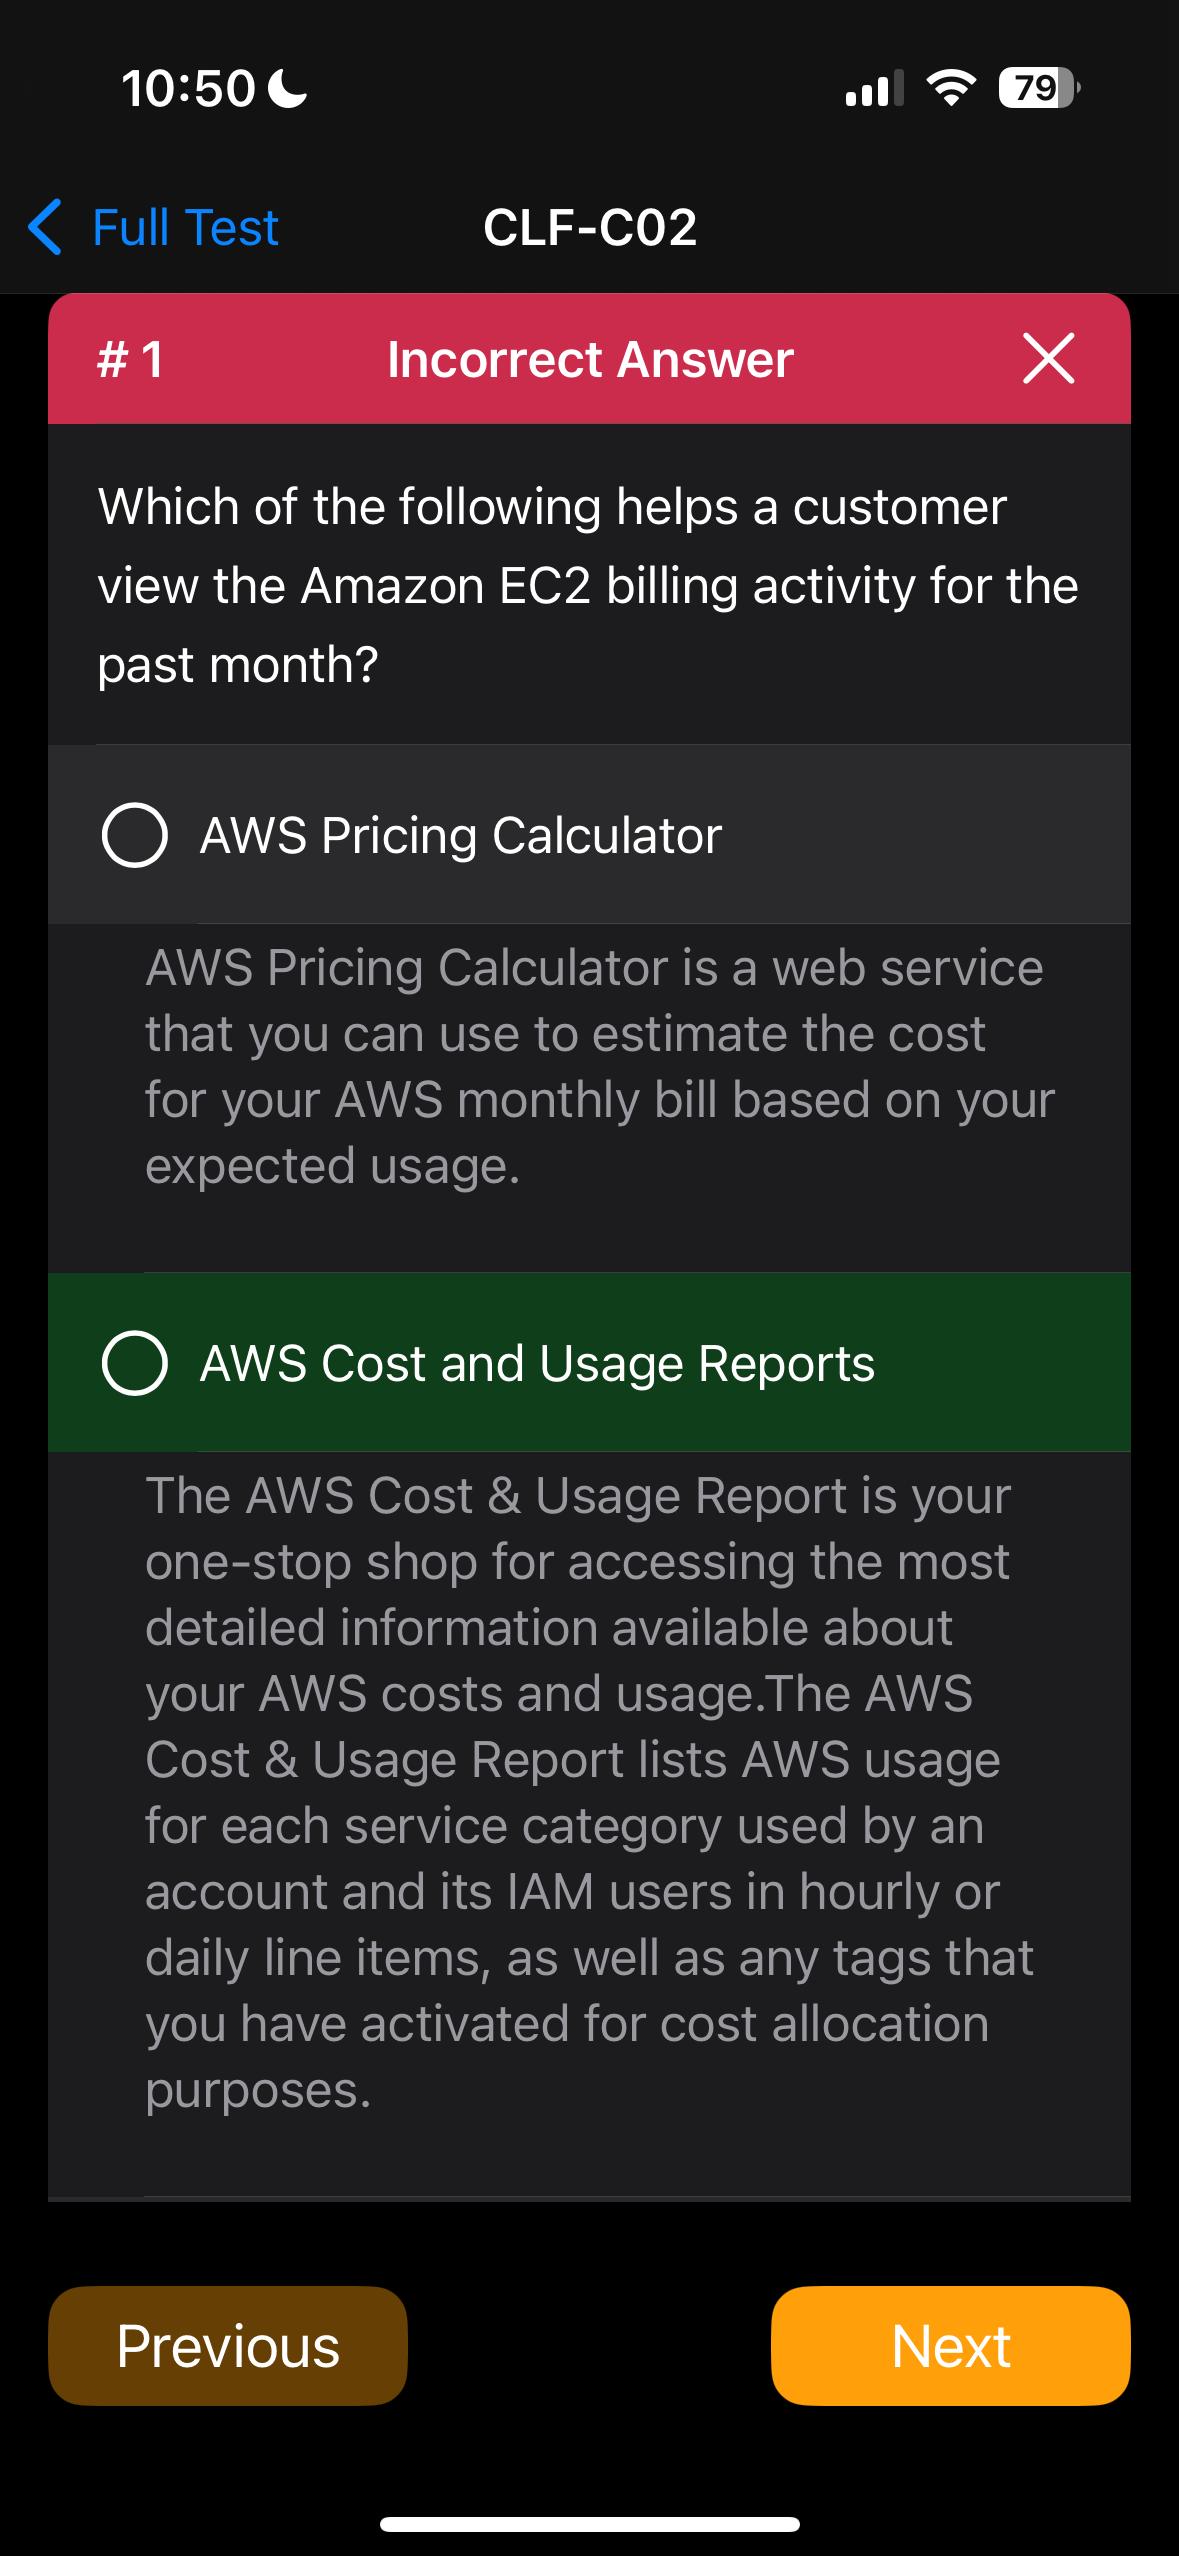 10:50
79
Full Test
CLF-C02
# 1
Incorrect Answer
Which of the following helps a customer
view the Amazon EC2 billing activity for the
past month?
AWS Pricing Calculator
AWS Pricing Calculator is a web service
that you can use to estimate the cost
for your AWS monthly bill based on your
expected usage.
AWS Cost and Usage Reports
The AWS Cost & Usage Report is your
one-stop shop for accessing the most
detailed information available about
your AWS costs and usage.The AWS
Cost & Usage Report lists AWS usage
for each service category used by an
account and its IAM users in hourly or
daily line items, as well as any tags that
you have activated for cost allocation
purposes.
Previous
Next